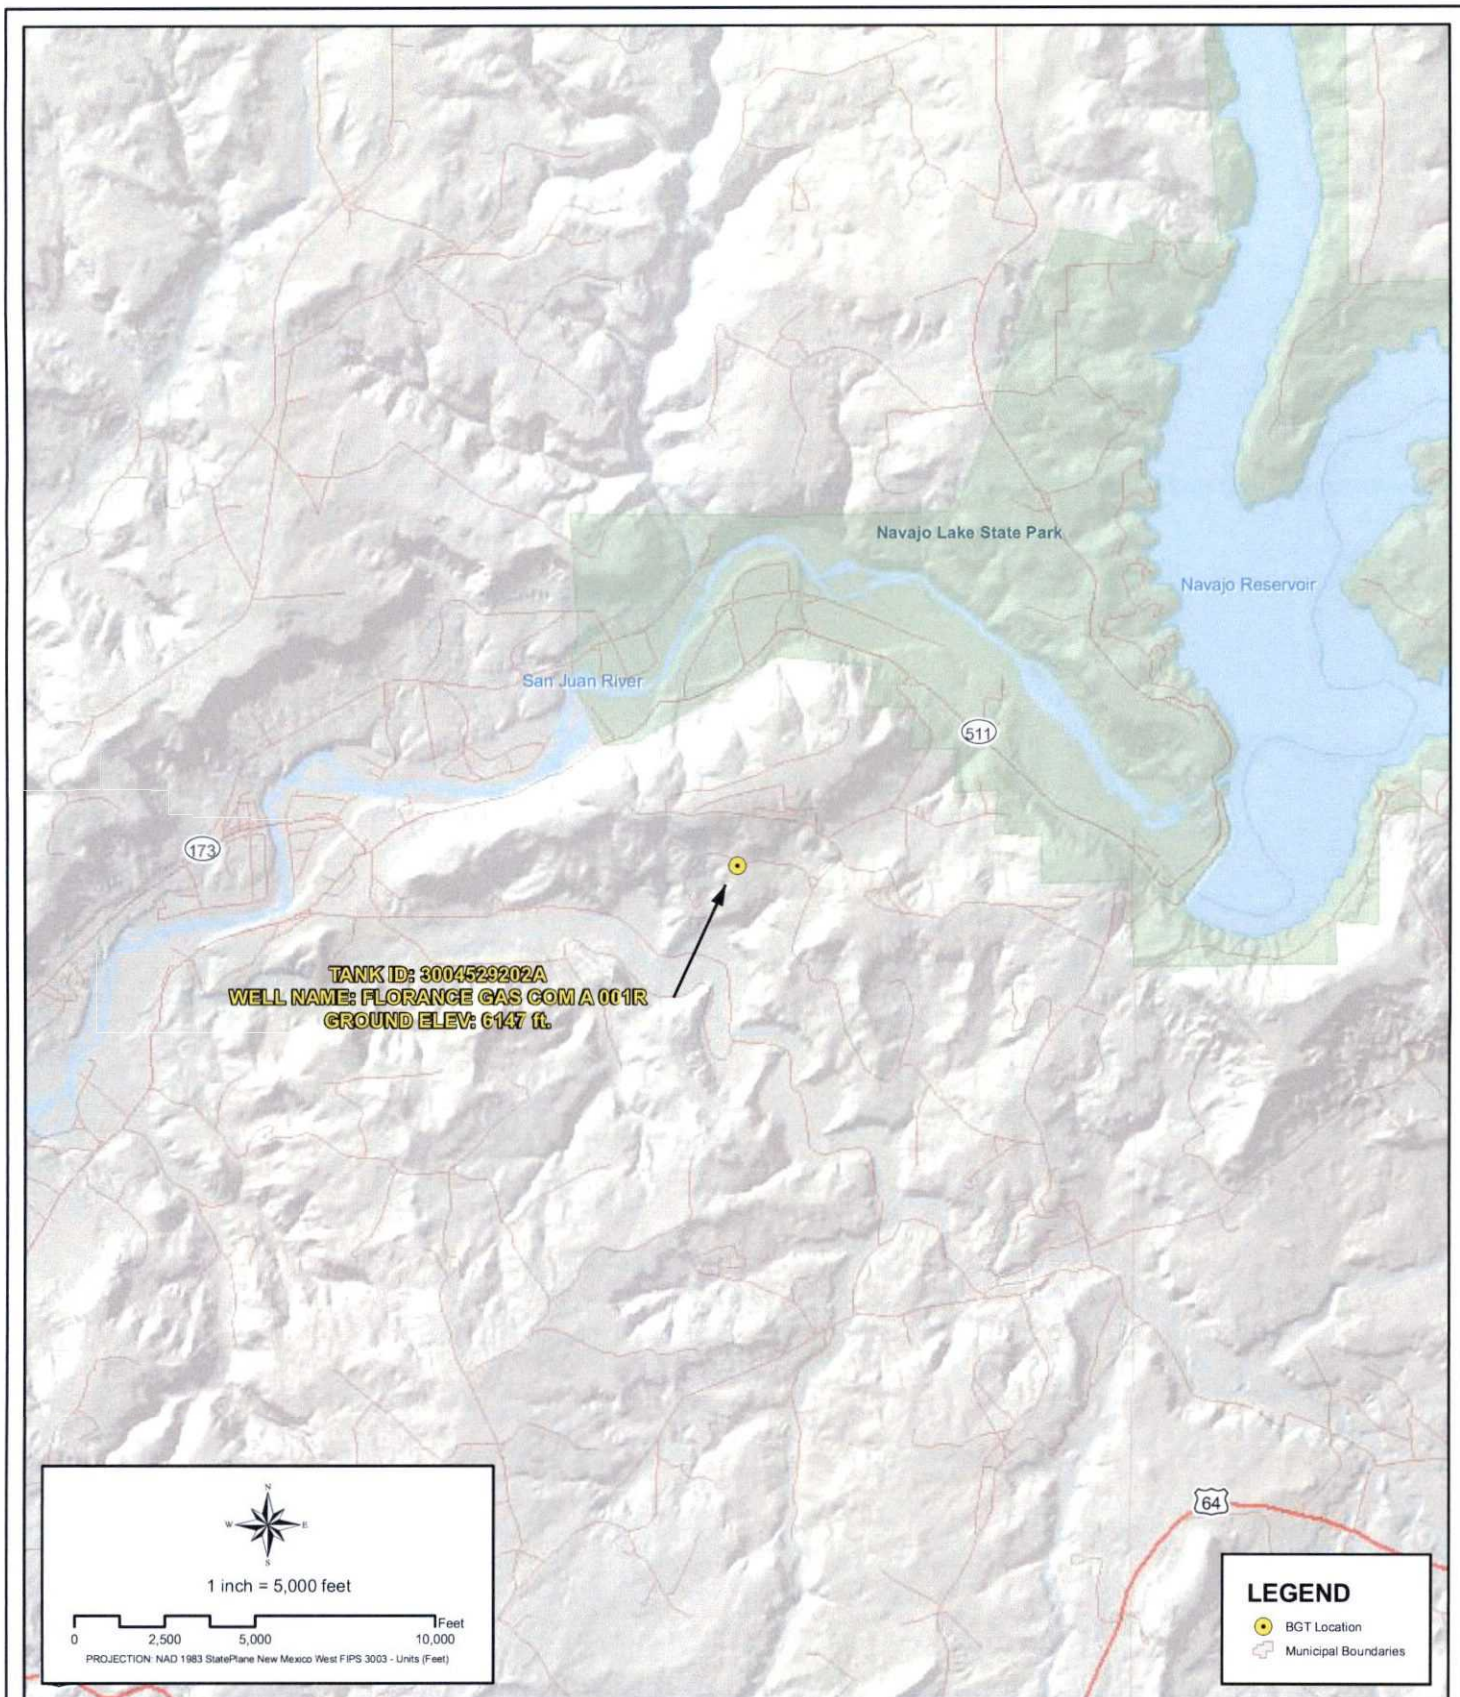 Navajo Lake State Park
Navajo Reservoir
San Juan River
511
173
TANK ID: 3004529202A
WELL NAME: FLORANCE GAS COM A 001R
GROUND ELEV: 6147 ft.
64
N
W E
S
1 inch = 5,000 feet
Feet
0 2,500 5,000 10,000
PROJECTION: NAD 1983 StatePlane New Mexico West FIPS 3003 - Units (Feet)
LEGEND
BGT Location
Municipal Boundaries